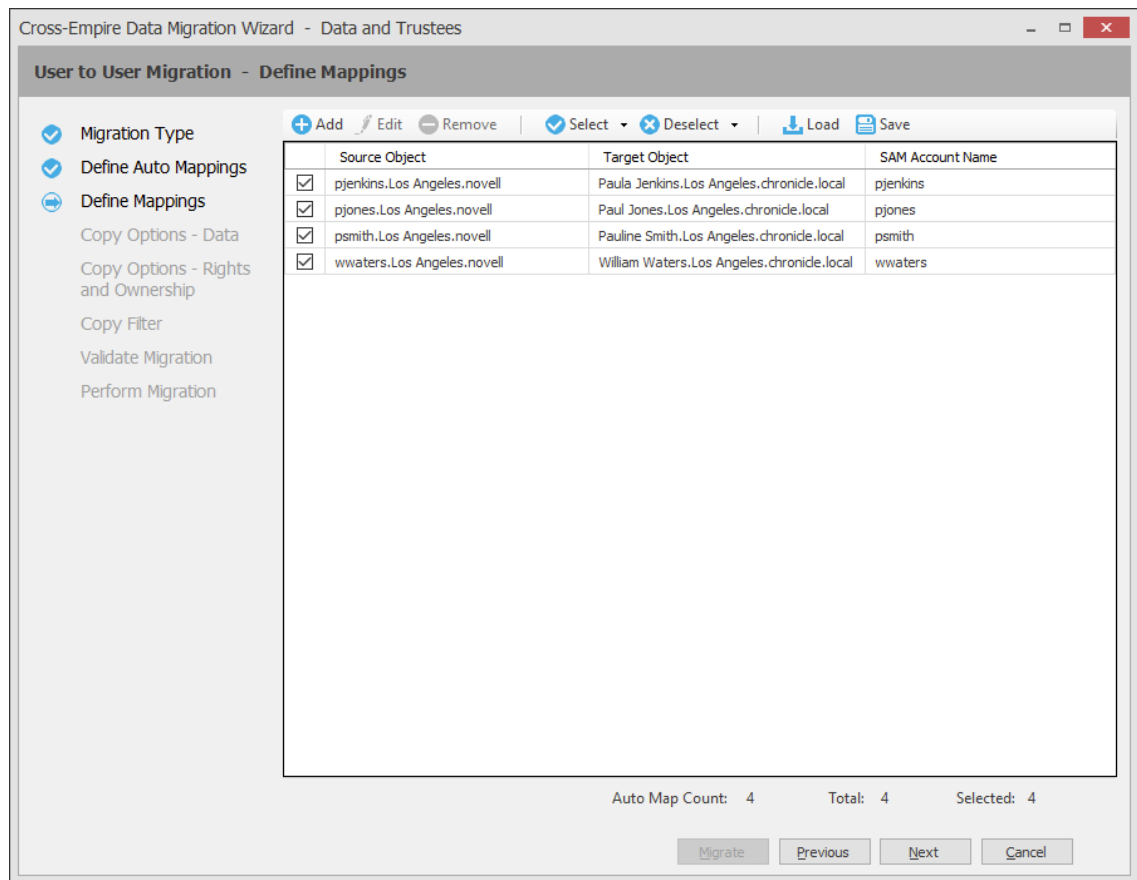 Cross-Empire Data Migration Wizard - Data and Trustees
User to User Migration - Define Mappings
Migration Type
Define Auto Mappings
Define Mappings
Copy Options - Data
Copy Options - Rights
and Ownership
Copy Filter
Validate Migration
Perform Migration
Add Edit Remove Select Deselect Load Save
Source Object Target Object SAM Account Name
pjenkins.Los Angeles.novell Paula Jenkins.Los Angeles.chronicle.local pjenkins
pjones.Los Angeles.novell Paul Jones.Los Angeles.chronicle.local pjones
psmith.Los Angeles.novell Pauline Smith.Los Angeles.chronicle.local psmith
wwaters.Los Angeles.novell William Waters.Los Angeles.chronicle.local wwaters
Auto Map Count: 4 Total: 4 Selected: 4
Migrate Previous Next Cancel